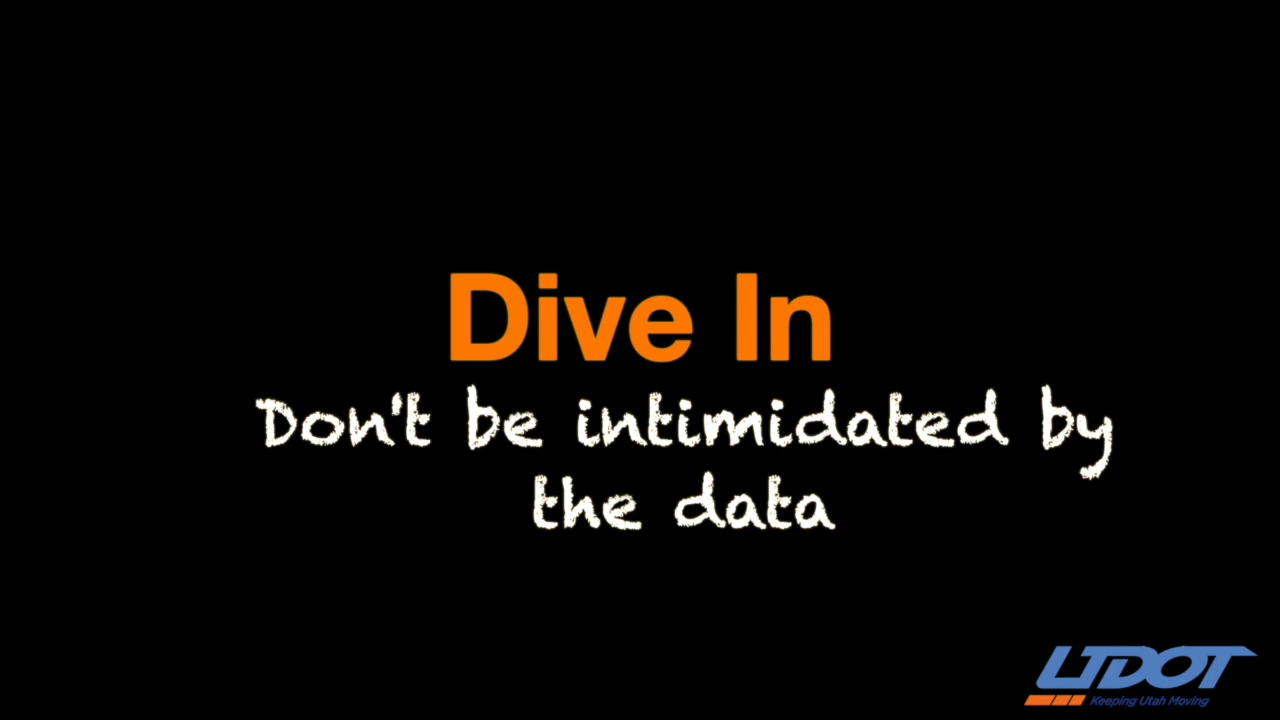 Dive In
Don't be intimidated by
the data
UDOT
Keeping Utah Moving